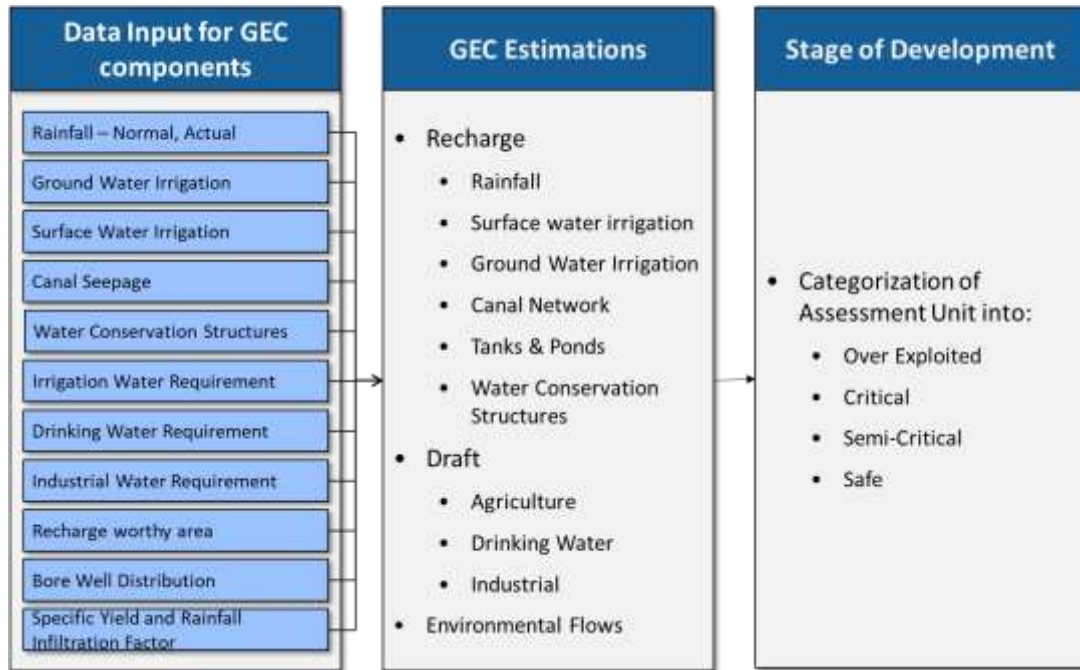 Data Input for GEC
components
Rainfall – Normal, Actual
Ground Water Irrigation
Surface Water Irrigation
Canal Seepage
Water Conservation Structures
Irrigation Water Requirement
Drinking Water Requirement
Industrial Water Requirement
Recharge worthy area
Bore Well Distribution
Specific Yield and Rainfall
Infiltration Factor
GEC Estimations
• Recharge
• Rainfall
• Surface water irrigation
• Ground Water Irrigation
• Canal Network
• Tanks & Ponds
• Water Conservation
Structures
• Draft
• Agriculture
• Drinking Water
• Industrial
• Environmental Flows
Stage of Development
• Categorization of
Assessment Unit into:
• Over Exploited
• Critical
• Semi-Critical
• Safe